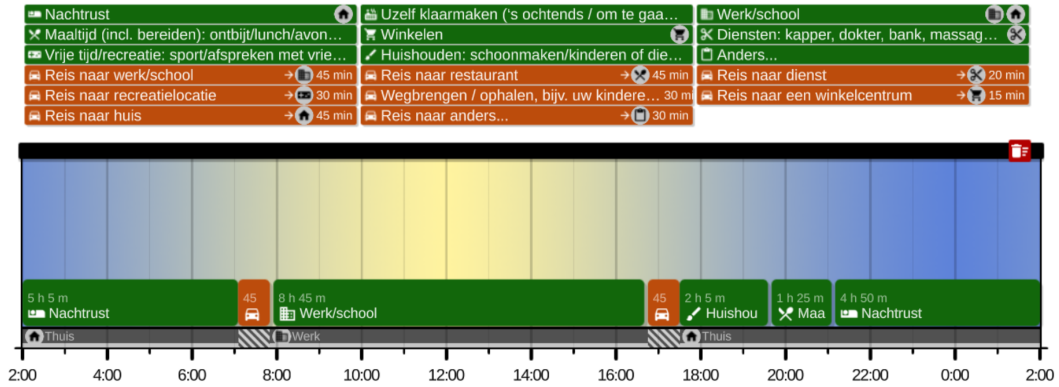 Nachtrust
Uzelf klaarmaken ('s ochtends / om te gaa...
Werk/school
Maaltijd (incl. bereiden): ontbijt/lunch/avon...
Winkelen
Diensten: kapper, dokter, bank, massag...
Vrije tijd/recreatie: sport/afspreken met vrie...
Huishouden: schoonmaken/kinderen of die...
Anders...
Reis naar werk/school → 45 min
Reis naar restaurant → 45 min
Reis naar dienst → 20 min
Reis naar recreatielocatie → 30 min
Wegbrengen / ophalen, bijv. uw kindere... 30 mi
Reis naar een winkelcentrum → 15 min
Reis naar huis → 45 min
Reis naar anders... → 30 min
5 h 5 m
Nachtrust
45
8 h 45 m
Werk/school
45
2 h 5 m
Huishou
1 h 25 m
Maa
4 h 50 m
Nachtrust
Thuis
Werk
Thuis
2:00 4:00 6:00 8:00 10:00 12:00 14:00 16:00 18:00 20:00 22:00 0:00 2:00